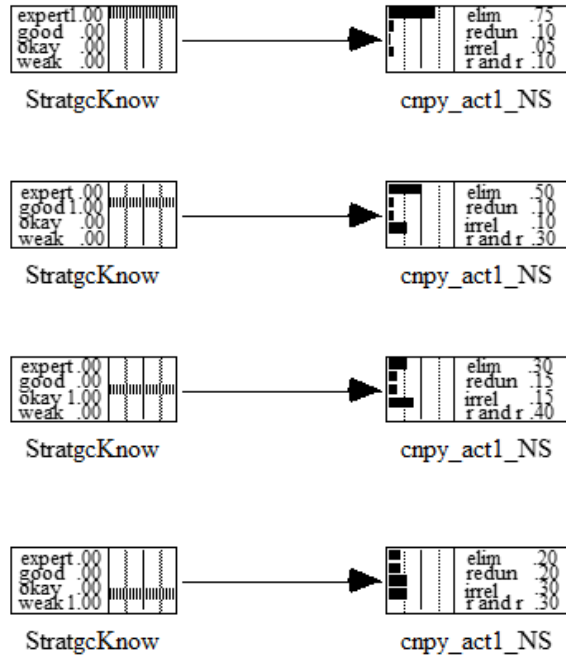 expert 1.00
good .00
okay .00
weak .00
StratgcKnow
elim .75
redun .10
irrel .05
r and r .10
cnpy_act1_NS
expert .00
good 1.00
okay .00
weak .00
StratgcKnow
elim .50
redun .10
irrel .10
r and r .30
cnpy_act1_NS
expert .00
good .00
okay 1.00
weak .00
StratgcKnow
elim .30
redun .15
irrel .15
r and r .40
cnpy_act1_NS
expert .00
good .00
okay .00
weak 1.00
StratgcKnow
elim .20
redun .20
irrel .30
r and r .30
cnpy_act1_NS